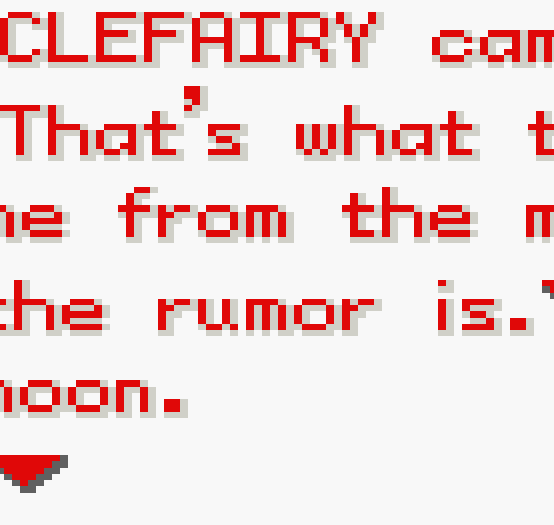 CLEFAIRY cam
That's what t
ne from the m
the rumor is.
noon.